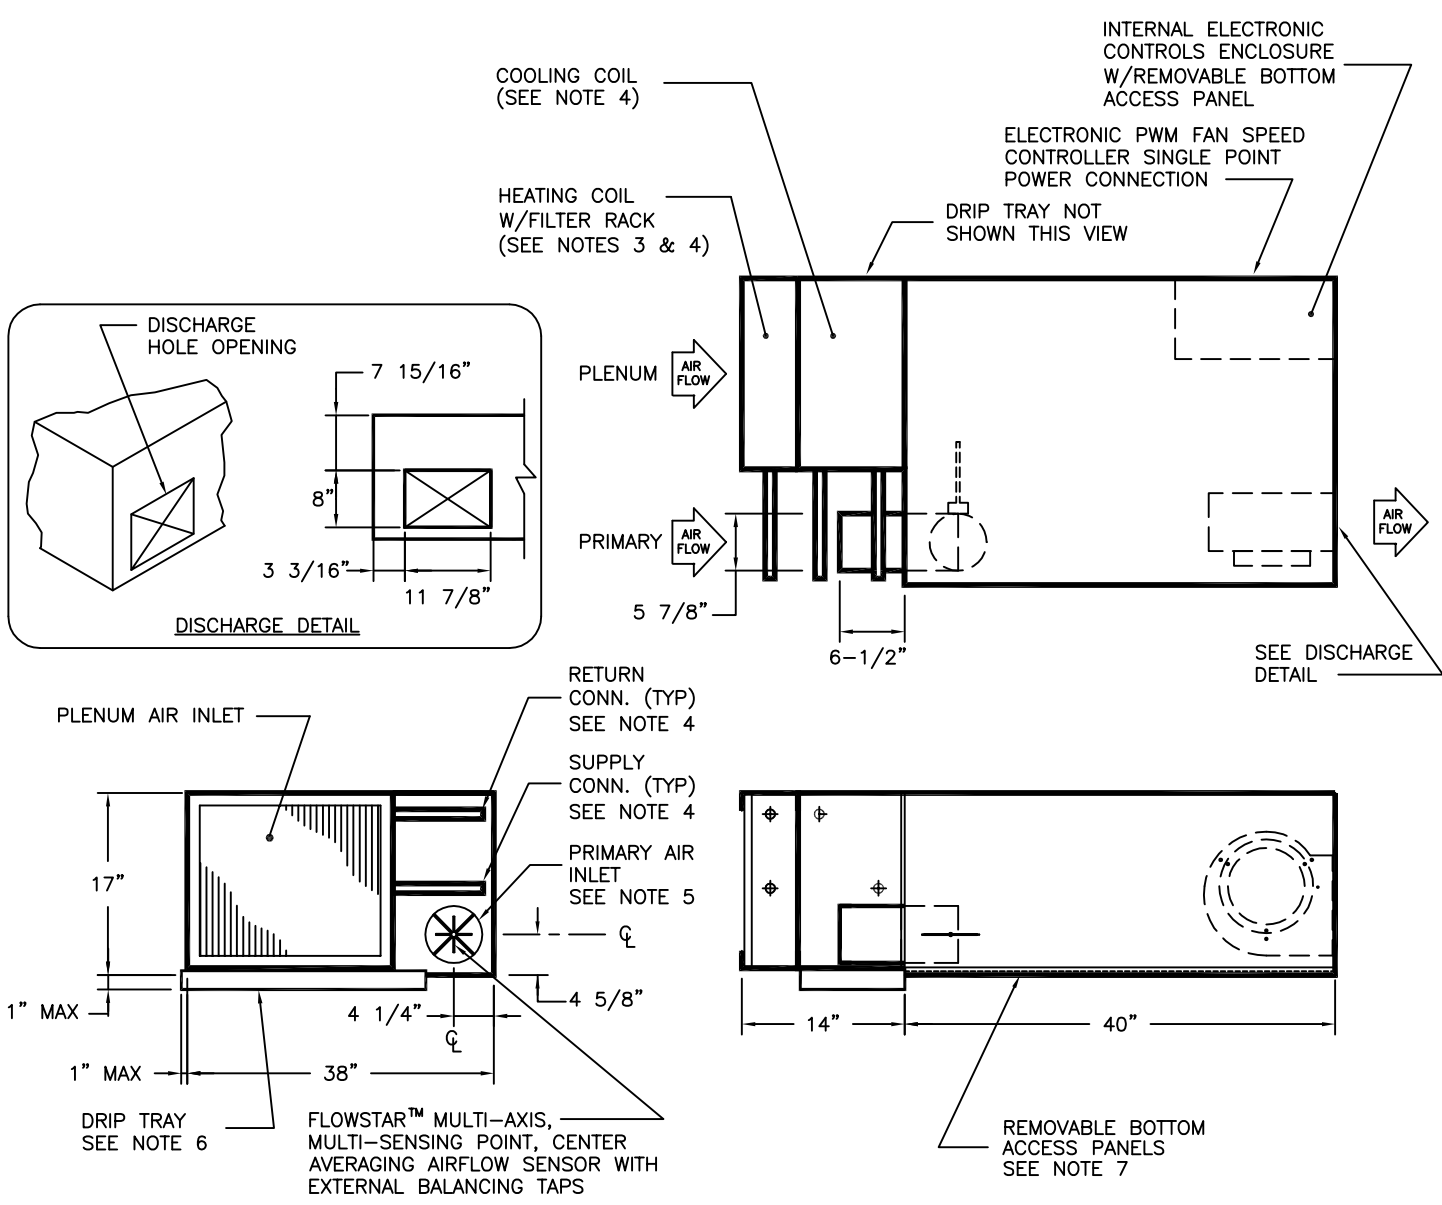 INTERNAL ELECTRONIC
CONTROLS ENCLOSURE
W/REMOVABLE BOTTOM
ACCESS PANEL
COOLING COIL
(SEE NOTE 4)
ELECTRONIC PWM FAN SPEED
CONTROLLER SINGLE POINT
POWER CONNECTION
HEATING COIL
W/FILTER RACK
(SEE NOTES 3 & 4)
DRIP TRAY NOT
SHOWN THIS VIEW
DISCHARGE
HOLE OPENING
7 15/16"
8"
3 3/16"
11 7/8"
DISCHARGE DETAIL
PLENUM
AIR
FLOW
PRIMARY
AIR
FLOW
AIR
FLOW
5 7/8"
6-1/2"
SEE DISCHARGE
DETAIL
PLENUM AIR INLET
RETURN
CONN. (TYP)
SEE NOTE 4
SUPPLY
CONN. (TYP)
SEE NOTE 4
PRIMARY AIR
INLET
SEE NOTE 5
17"
℄
1" MAX
4 1/4"
4 5/8"
℄
1" MAX
38"
14"
40"
DRIP TRAY
SEE NOTE 6
FLOWSTAR™ MULTI-AXIS,
MULTI-SENSING POINT, CENTER
AVERAGING AIRFLOW SENSOR WITH
EXTERNAL BALANCING TAPS
REMOVABLE BOTTOM
ACCESS PANELS
SEE NOTE 7